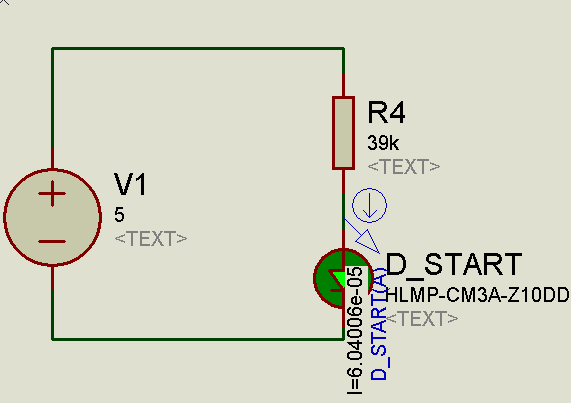 R4
39k
<TEXT>
V1
5
<TEXT>
D_START
HLMP-CM3A-Z10DD
<TEXT>
I=6.04006e-05
D_START(A)